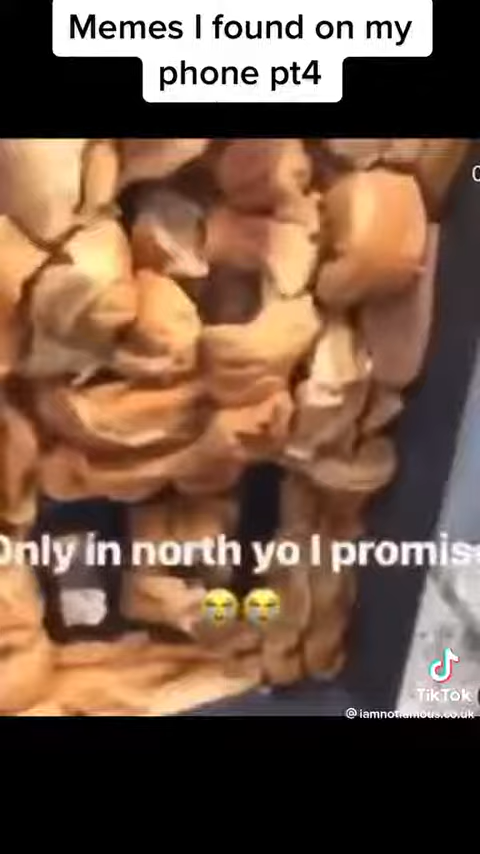 Memes I found on my
phone pt4
Only in north yo I promise
😭😭
TikTok
@iamnotfamous.co.uk